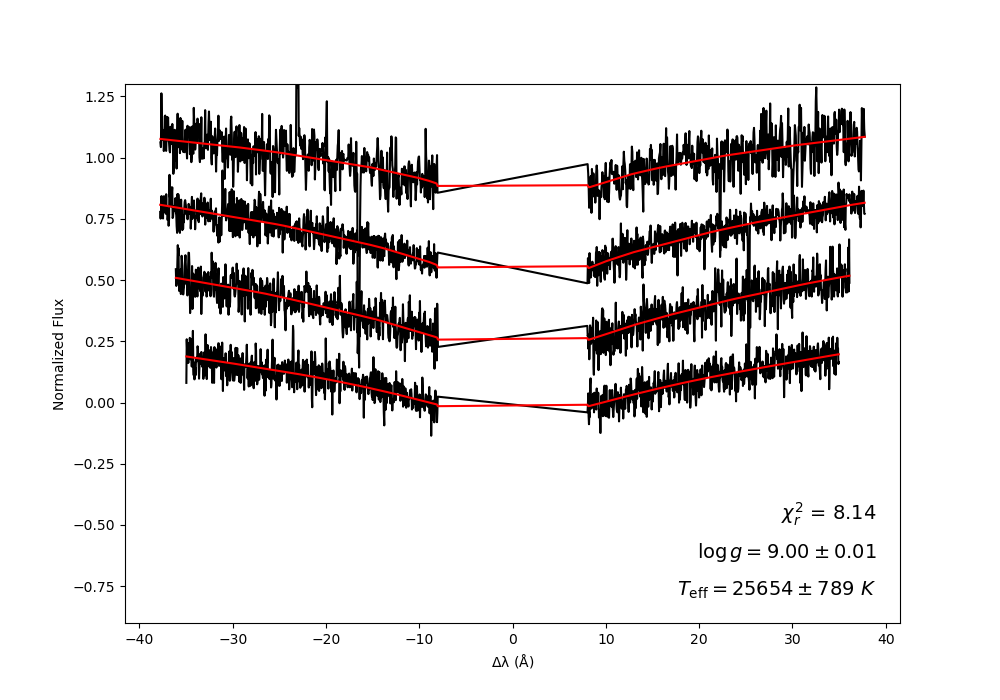 1.25
1.00
0.75
0.50
0.25
0.00
−0.25
−0.50
−0.75
Normalized Flux
χ²ᵣ = 8.14
log g = 9.00 ± 0.01
T_eff = 25654 ± 789 K
−40 −30 −20 −10 0 10 20 30 40
Δλ (Å)